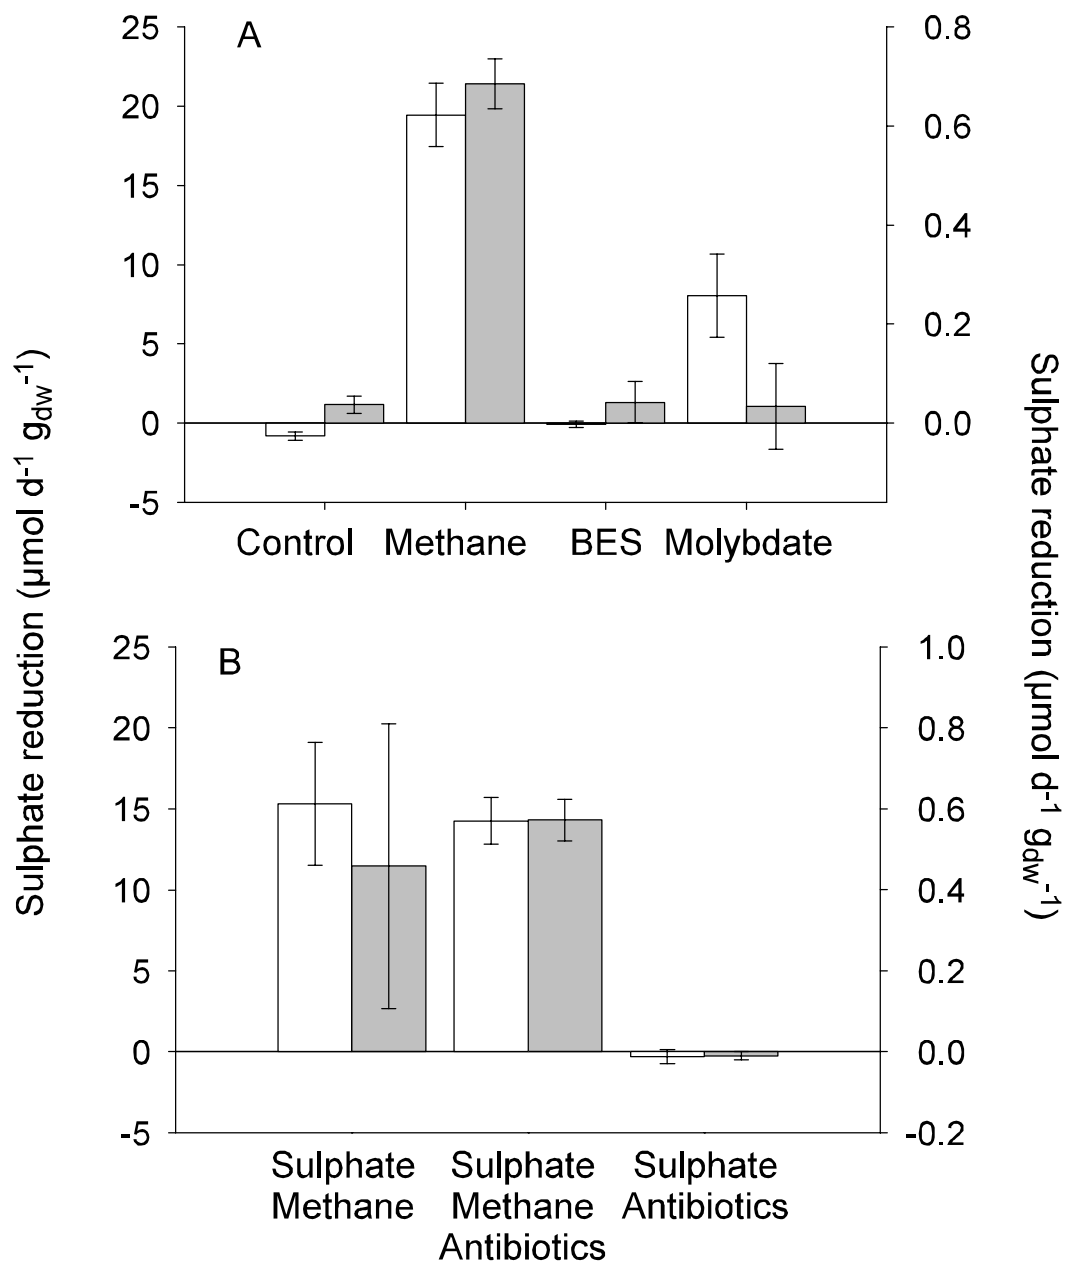 A
25
20
15
10
5
0
-5
0.8
0.6
0.4
0.2
0.0
Control Methane BES Molybdate
Sulphate reduction (µmol d-1 gdw-1)
Sulphate reduction (µmol d-1 gdw-1)
B
25
20
15
10
5
0
-5
1.0
0.8
0.6
0.4
0.2
0.0
-0.2
Sulphate
Methane
Sulphate
Methane
Antibiotics
Sulphate
Antibiotics